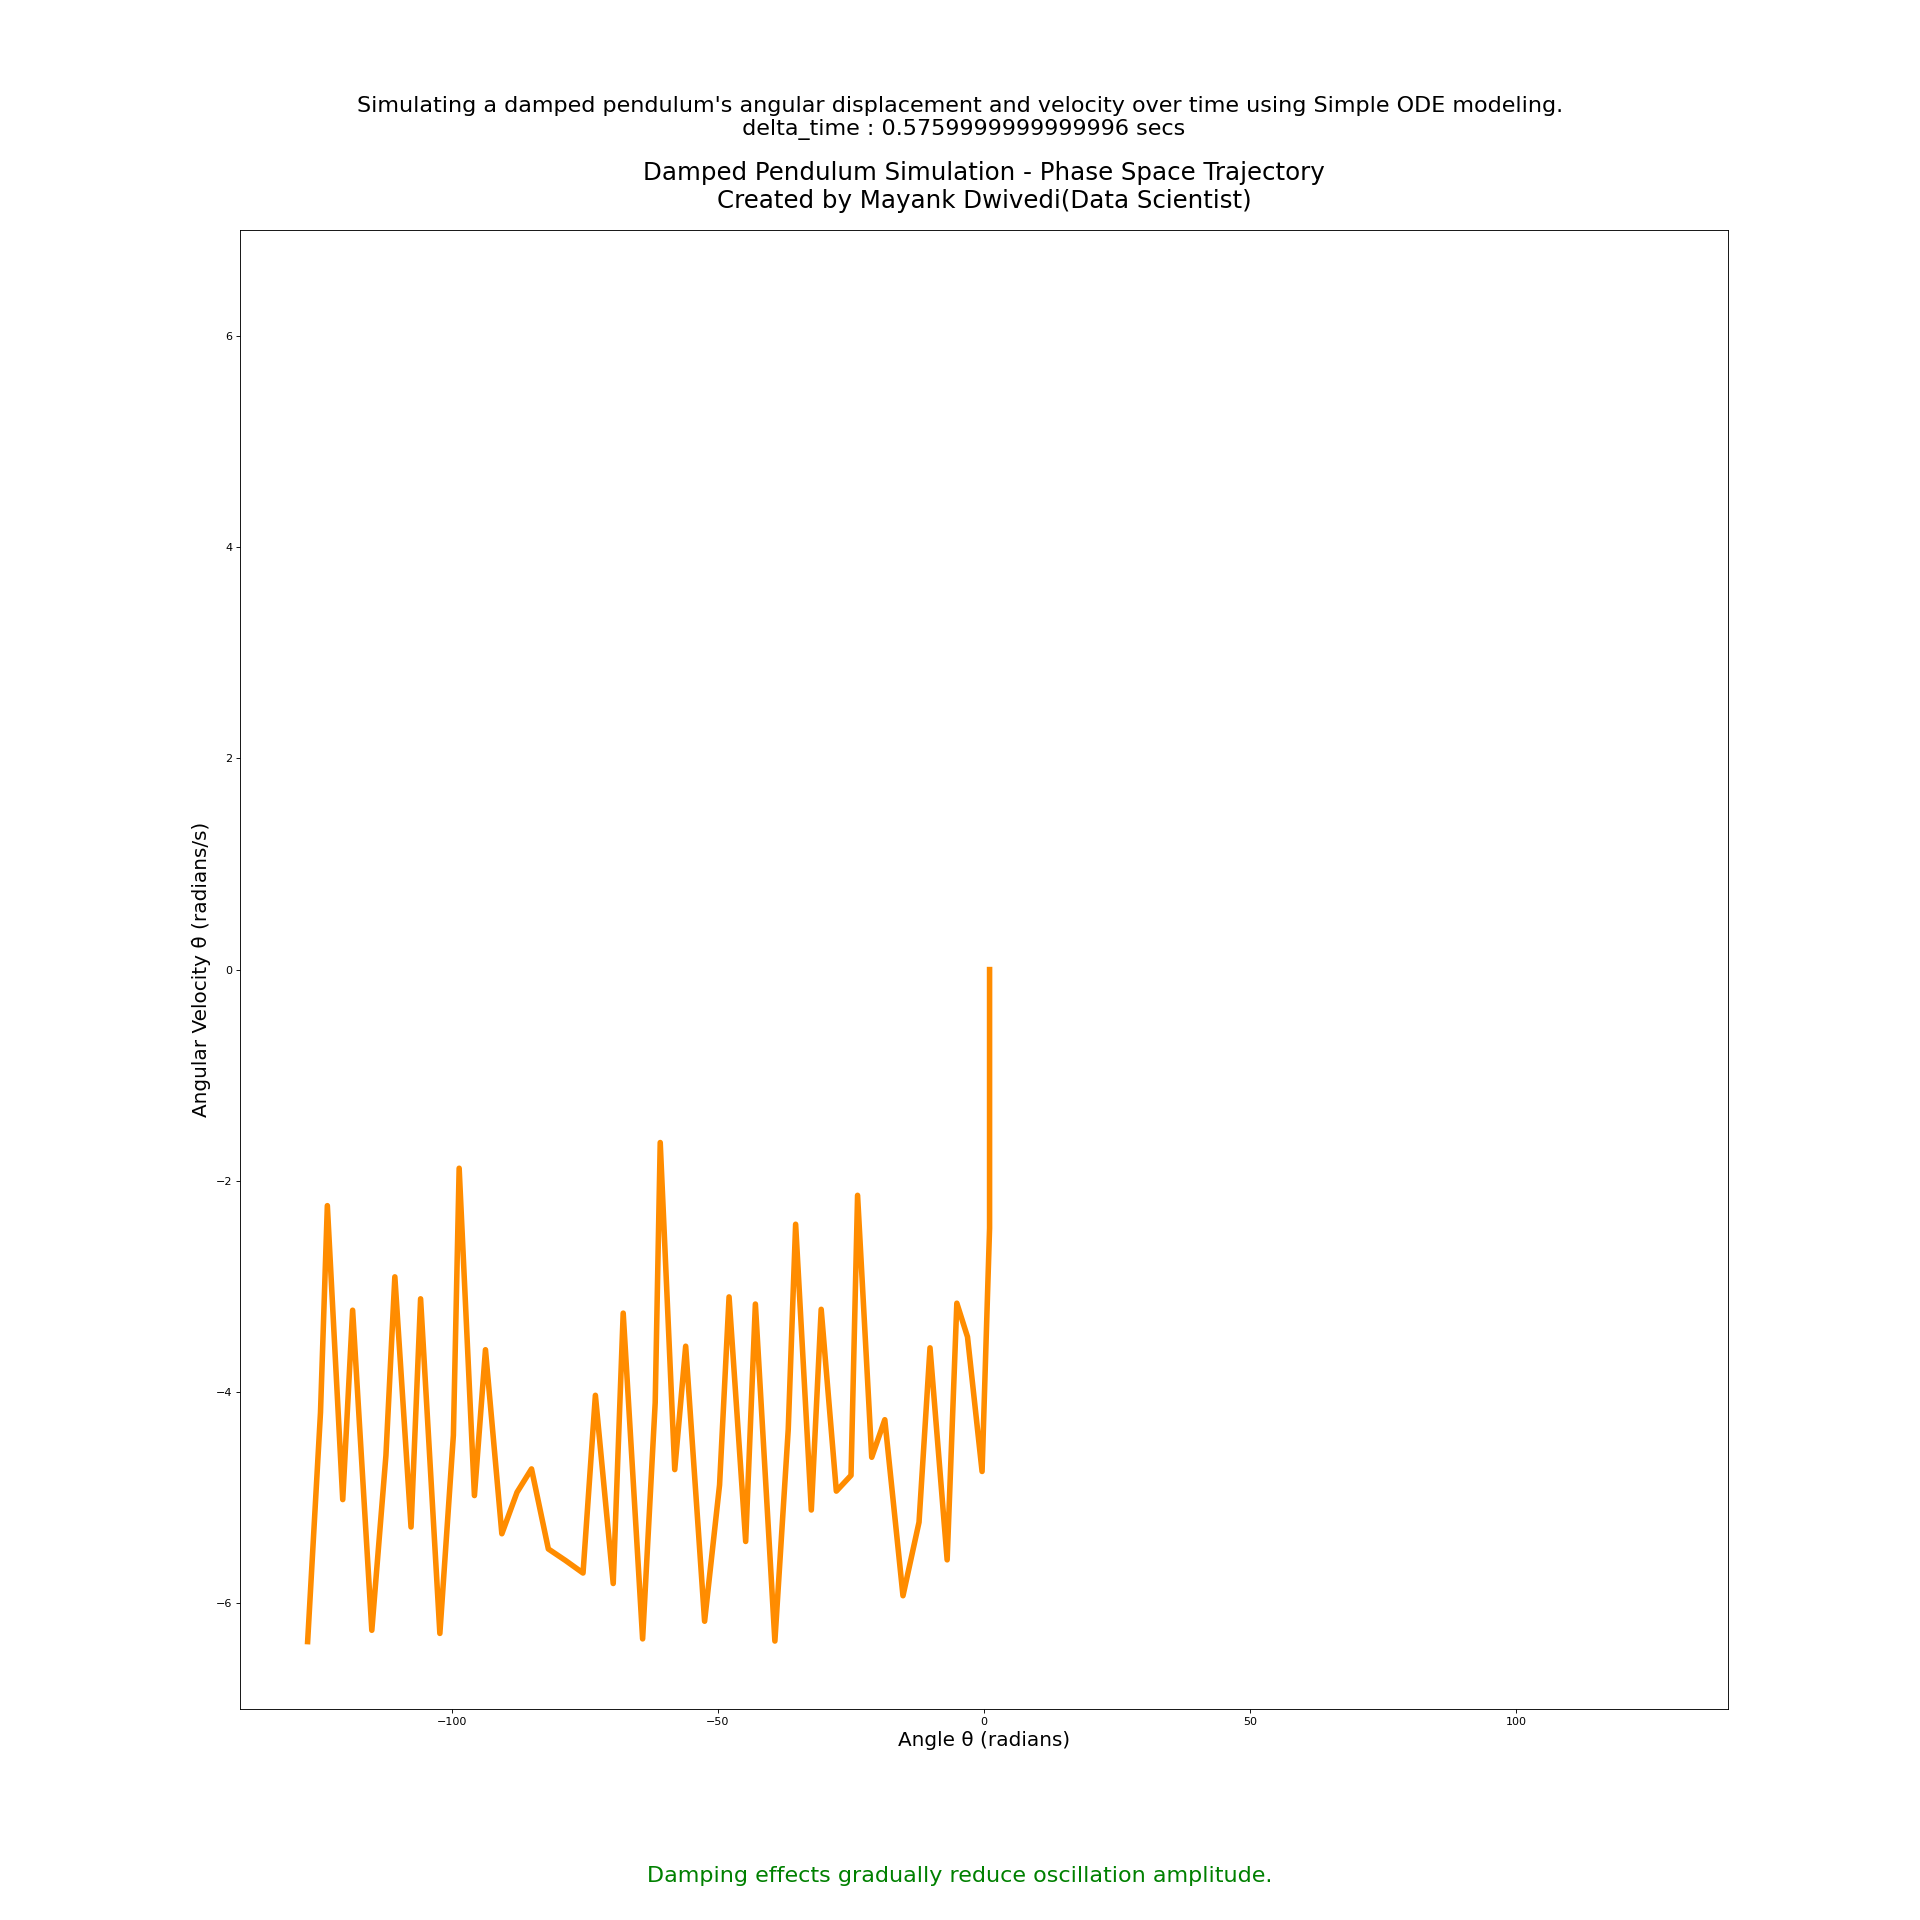 Simulating a damped pendulum's angular displacement and velocity over time using Simple ODE modeling.
delta_time : 0.5759999999999996 secs
Damped Pendulum Simulation - Phase Space Trajectory
Created by Mayank Dwivedi(Data Scientist)
6
4
2
0
−2
−4
−6
Angular Velocity θ (radians/s)
−100
−50
0
50
100
Angle θ (radians)
Damping effects gradually reduce oscillation amplitude.